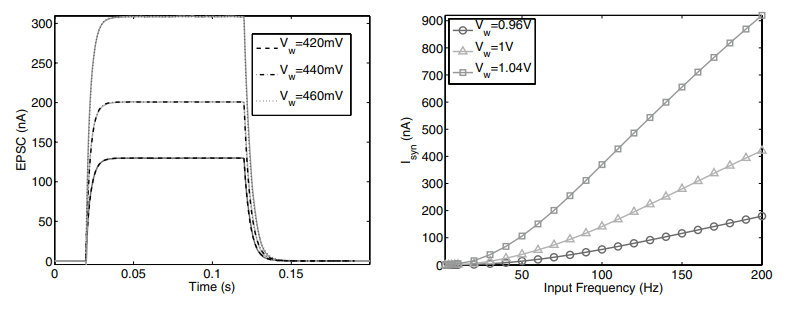 300
250
200
150
100
50
0
EPSC (nA)
V_w=420mV
V_w=440mV
V_w=460mV
0 0.05 0.1 0.15
Time (s)
900
800
700
600
500
400
300
200
100
0
I_syn (nA)
V_w=0.96V
V_w=1V
V_w=1.04V
50 100 150 200
Input Frequency (Hz)